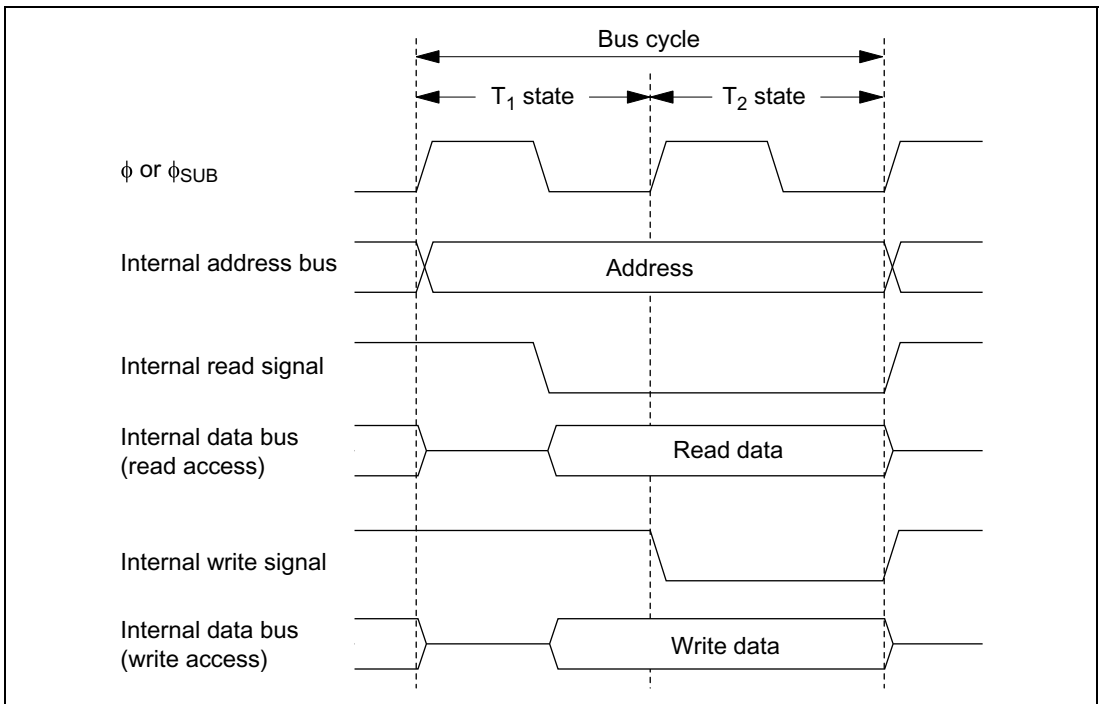 Bus cycle
T₁ state
T₂ state
ϕ or ϕSUB
Internal address bus
Address
Internal read signal
Internal data bus
(read access)
Read data
Internal write signal
Internal data bus
(write access)
Write data